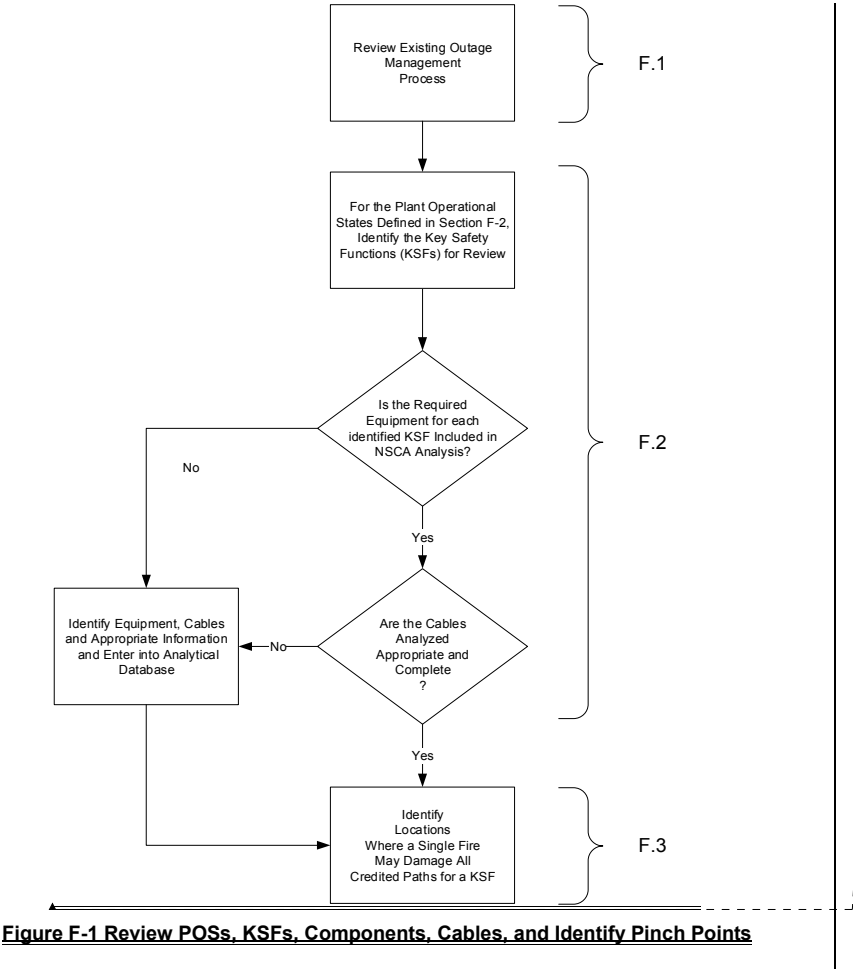 Review Existing Outage
Management
Process
F.1
For the Plant Operational
States Defined in Section F-2,
Identify the Key Safety
Functions (KSFs) for Review
Is the Required
Equipment for each
identified KSF Included in
NSCA Analysis?
F.2
No
Yes
Identify Equipment, Cables
and Appropriate Information
and Enter into Analytical
Database
No
Are the Cables
Analyzed
Appropriate and
Complete
?
Yes
Identify
Locations
Where a Single Fire
May Damage All
Credited Paths for a KSF
F.3
Figure F-1 Review POSs, KSFs, Components, Cables, and Identify Pinch Points